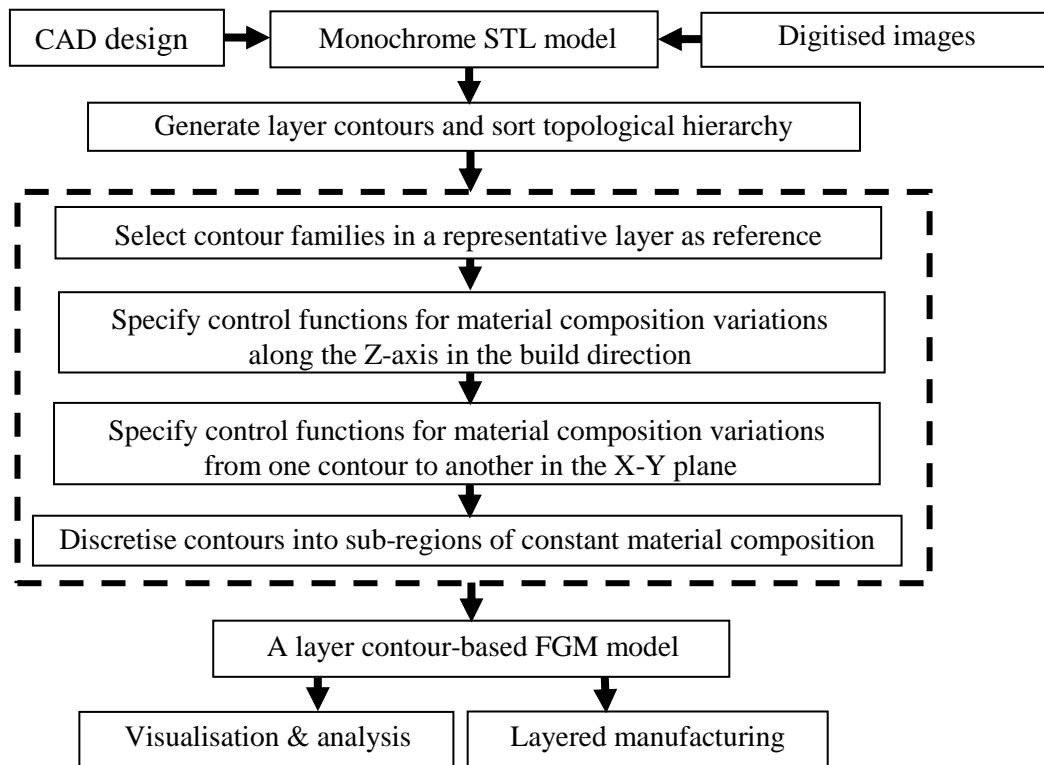 CAD design
Monochrome STL model
Digitised images
Generate layer contours and sort topological hierarchy
Select contour families in a representative layer as reference
Specify control functions for material composition variations
along the Z-axis in the build direction
Specify control functions for material composition variations
from one contour to another in the X-Y plane
Discretise contours into sub-regions of constant material composition
A layer contour-based FGM model
Visualisation & analysis
Layered manufacturing